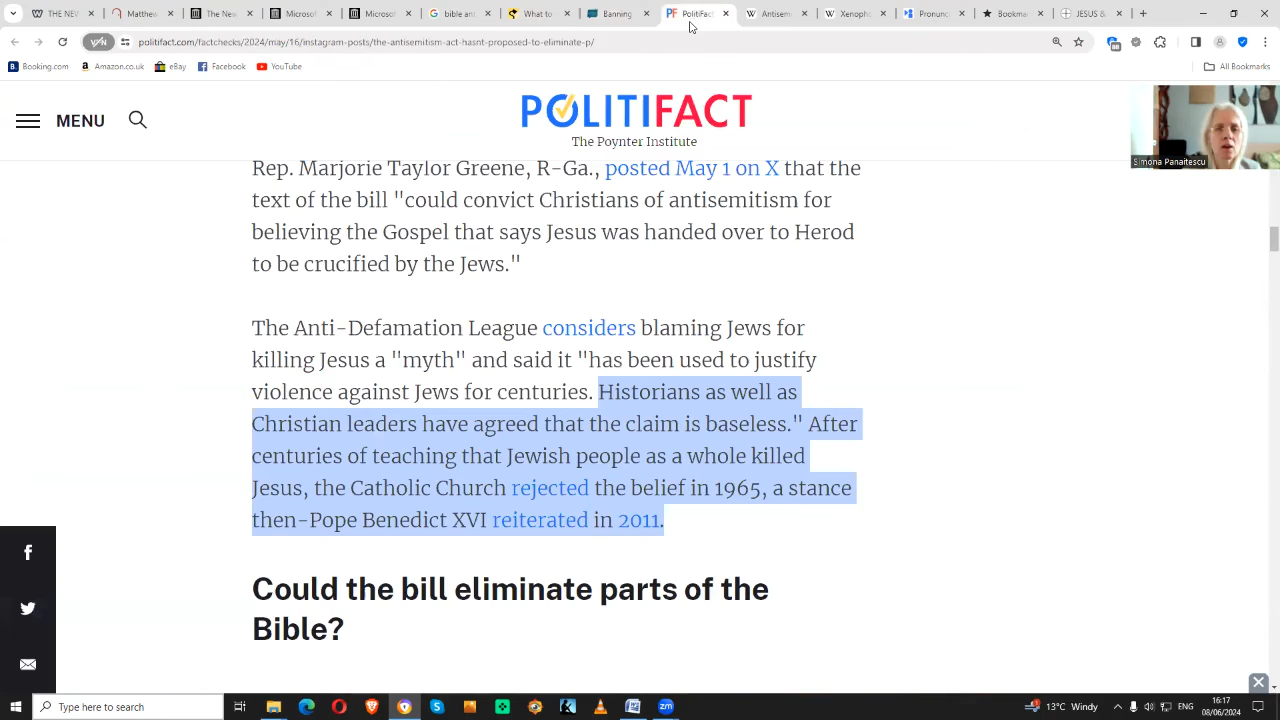 G
W
W
PF
W
Pronunc
Bookma
JESUS
politifact.com/factchecks/2024/may/16/instagram-posts/the-antisemitism-act-hasnt-proposed-to-eliminate-p/
Booking.com
Amazon.co.uk
eBay
Facebook
YouTube
All Bookmarks
MENU
POLITIFACT
The Poynter Institute
Simona Panaitescu
Rep. Marjorie Taylor Greene, R-Ga., posted May 1 on X that the
text of the bill "could convict Christians of antisemitism for
believing the Gospel that says Jesus was handed over to Herod
to be crucified by the Jews."
The Anti-Defamation League considers blaming Jews for
killing Jesus a "myth" and said it "has been used to justify
violence against Jews for centuries. Historians as well as
Christian leaders have agreed that the claim is baseless." After
centuries of teaching that Jewish people as a whole killed
Jesus, the Catholic Church rejected the belief in 1965, a stance
then-Pope Benedict XVI reiterated in 2011.
Could the bill eliminate parts of the
Bible?
Type here to search
13°C Windy
ENG
16:17
08/06/2024